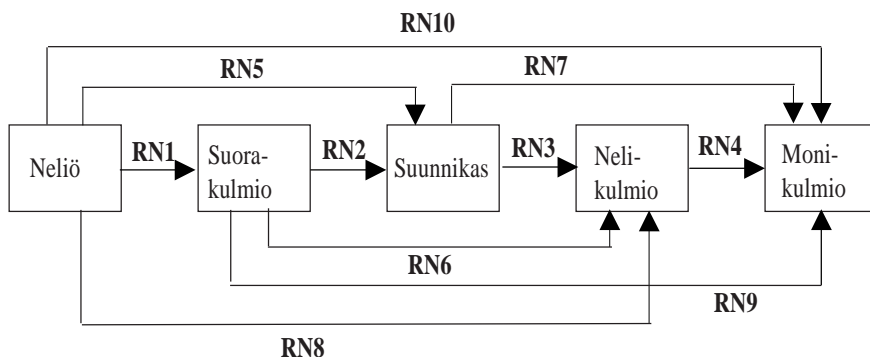 RN10
RN5
RN7
Neliö
RN1
Suora-
kulmio
RN2
Suunnikas
RN3
Neli-
kulmio
RN4
Moni-
kulmio
RN6
RN9
RN8